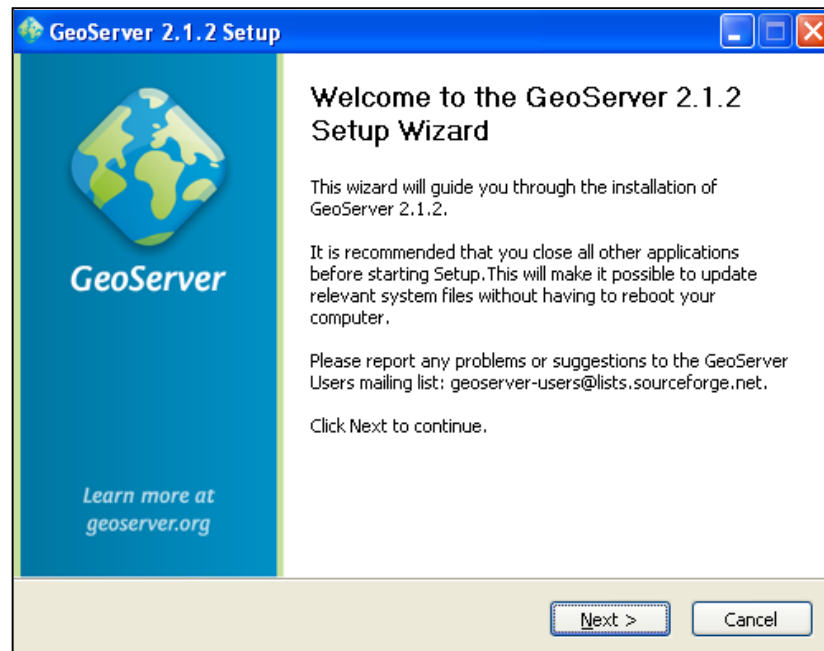 GeoServer 2.1.2 Setup
GeoServer
Learn more at
geoserver.org
Welcome to the GeoServer 2.1.2
Setup Wizard
This wizard will guide you through the installation of
GeoServer 2.1.2.
It is recommended that you close all other applications
before starting Setup.This will make it possible to update
relevant system files without having to reboot your
computer.
Please report any problems or suggestions to the GeoServer
Users mailing list: geoserver-users@lists.sourceforge.net.
Click Next to continue.
Next >
Cancel